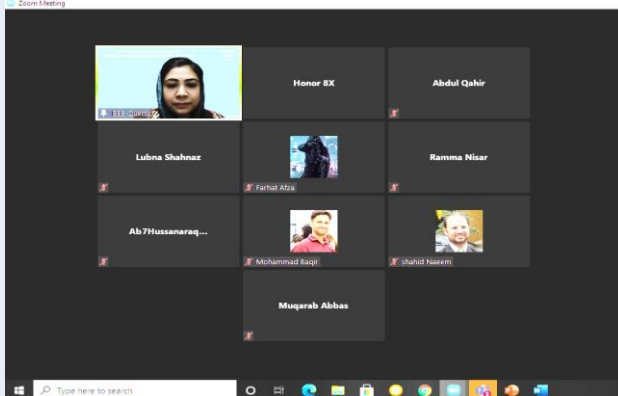 Zoom Meeting
Honor 8X
Abdul Qahir
Lubna Shahnaz
Farhat Afza
Ramma Nisar
Ab7Hussanaraq...
Mohammad Baqir
shahid Naeem
Muqarab Abbas
Type here to search